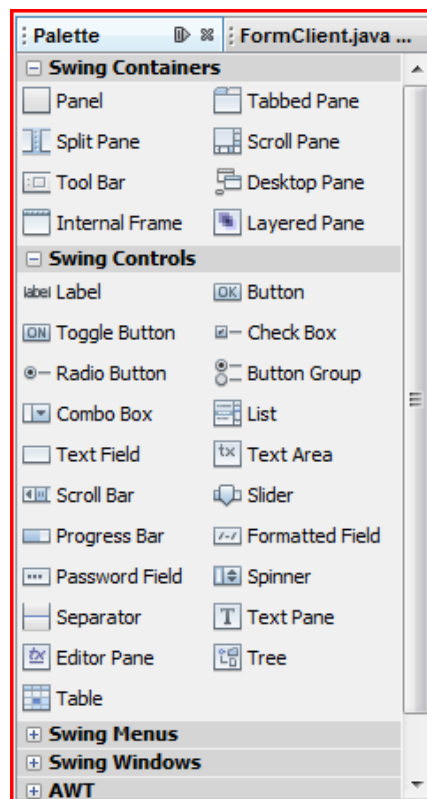 Palette FormClient.java ...
Swing Containers
Panel Tabbed Pane
Split Pane Scroll Pane
Tool Bar Desktop Pane
Internal Frame Layered Pane
Swing Controls
label Label OK Button
ON Toggle Button Check Box
Radio Button Button Group
Combo Box List
Text Field tx Text Area
Scroll Bar Slider
Progress Bar Formatted Field
Password Field Spinner
Separator T Text Pane
Editor Pane Tree
Table
Swing Menus
Swing Windows
AWT